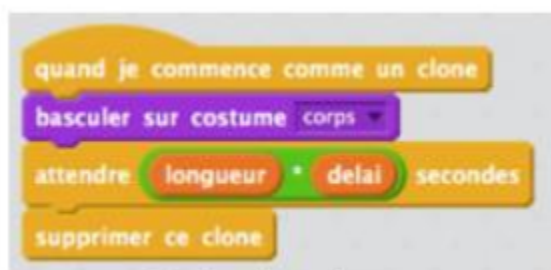 quand je commence comme un clone
basculer sur costume corps
attendre longueur * delai secondes
supprimer ce clone